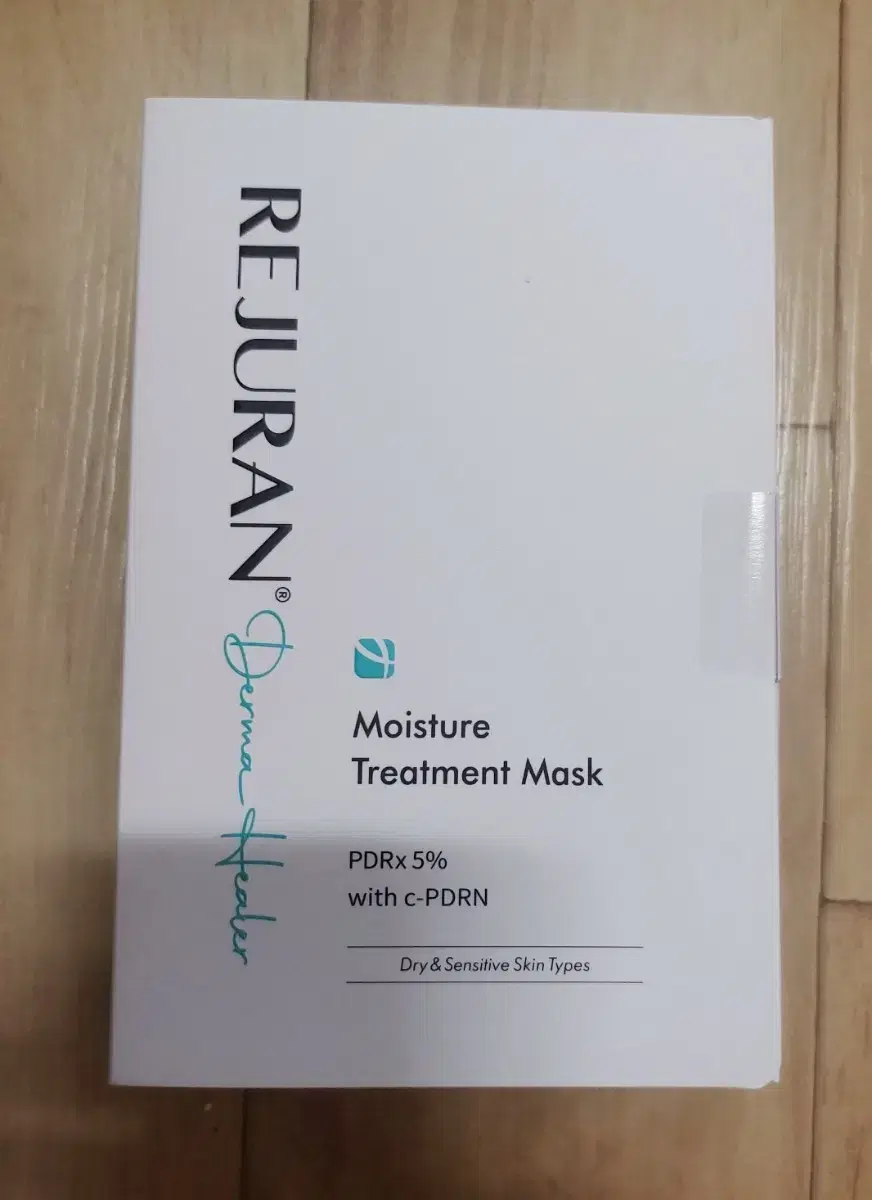 REJURAN®
Derma Healer
Moisture
Treatment Mask
PDRx 5%
with c-PDRN
Dry & Sensitive Skin Types